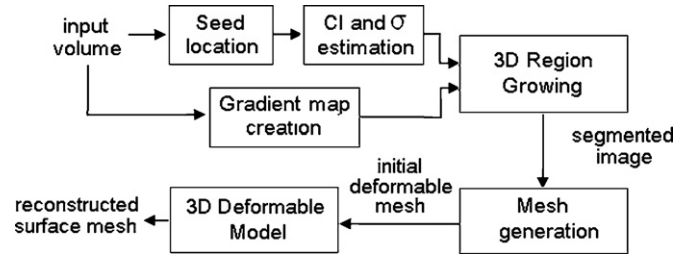 input
volume
Seed
location
CI and σ
estimation
3D Region
Growing
Gradient map
creation
segmented
image
initial
deformable
mesh
reconstructed
surface mesh
3D Deformable
Model
Mesh
generation